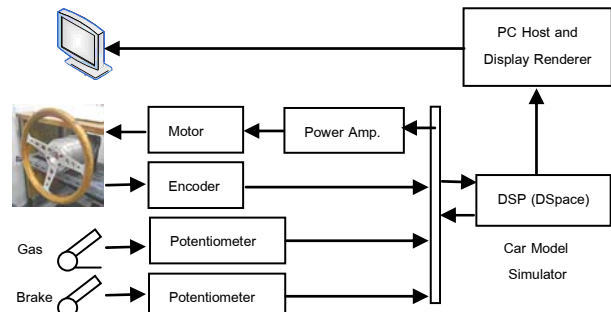 PC Host and
Display Renderer
Motor
Power Amp.
Encoder
DSP (DSpace)
Gas
Potentiometer
Car Model
Simulator
Brake
Potentiometer